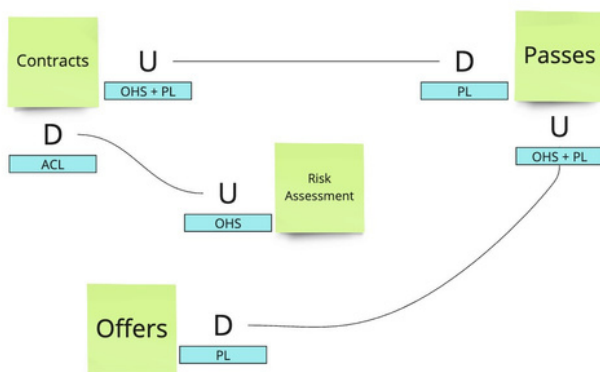 Contracts
U
OHS + PL
D
PL
Passes
D
ACL
U
OHS + PL
U
OHS
Risk
Assessment
Offers
D
PL